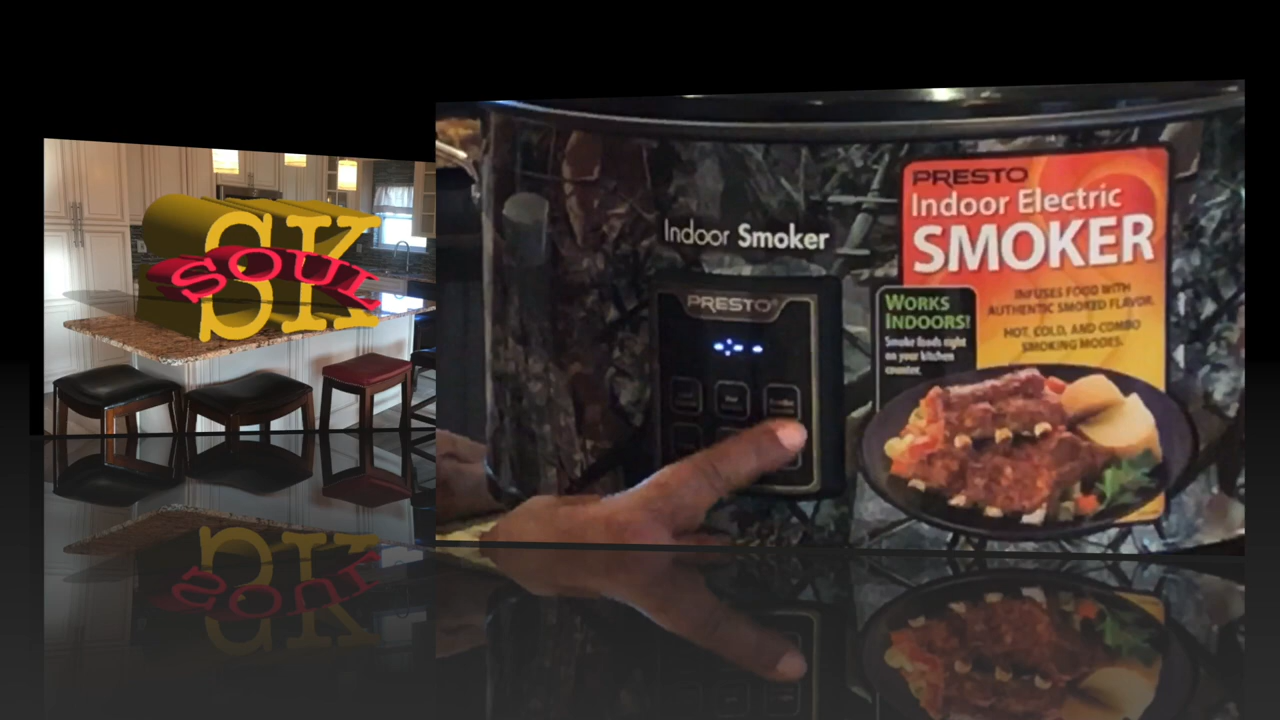 SK
SOUL
Indoor Smoker
PRESTO®
PRESTO
Indoor Electric
SMOKER
INFUSES FOOD WITH
AUTHENTIC SMOKED FLAVOR.
HOT, COLD, AND COMBO
SMOKING MODES.
WORKS
INDOORS!
Smoke foods right
on your kitchen
counter.